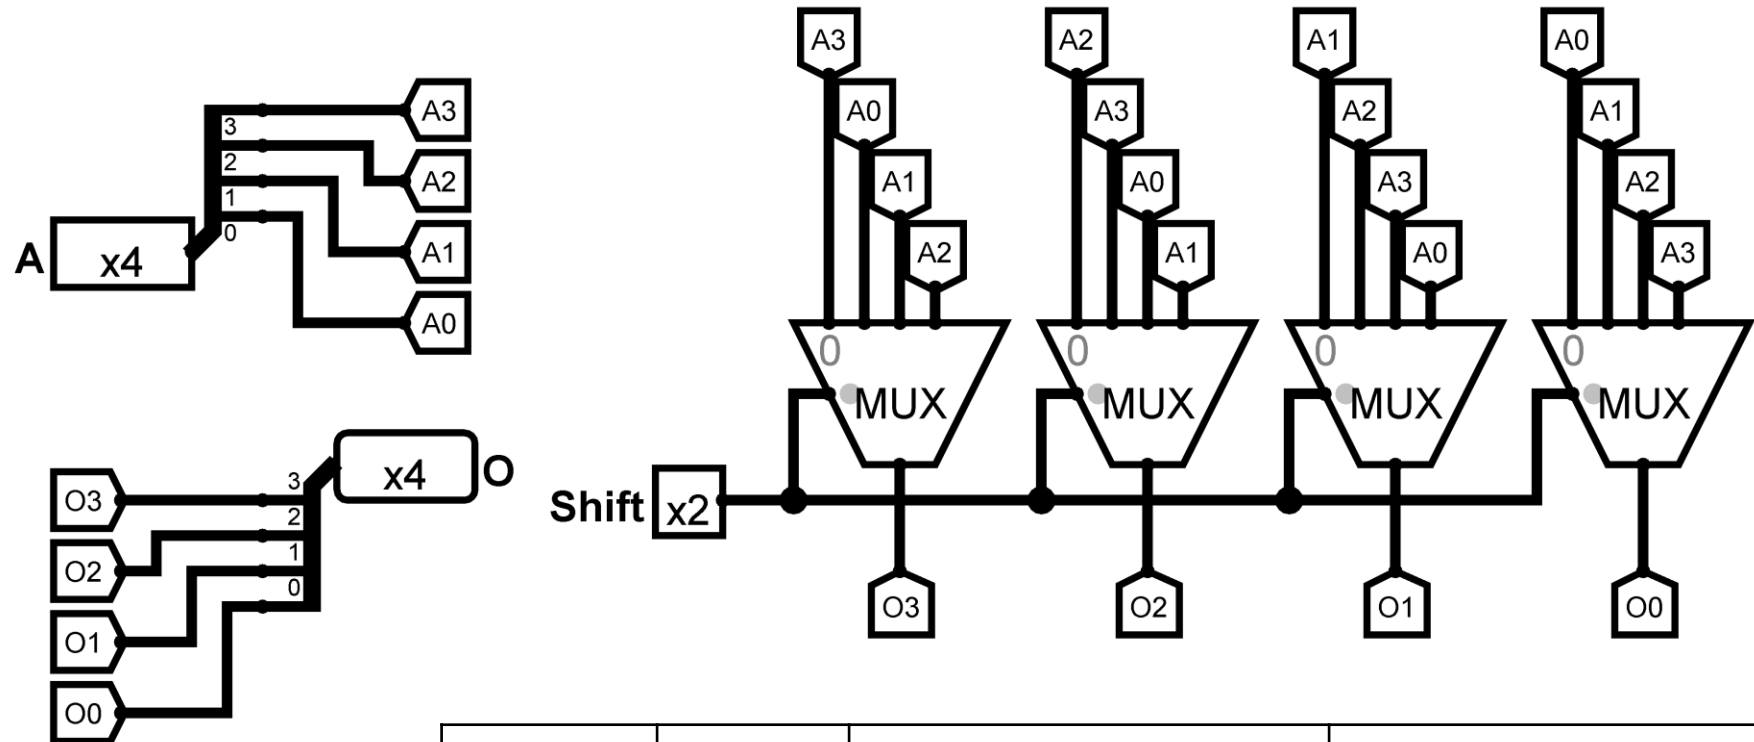 A3 A2 A1 A0
A3 A0 A3 A2 A1
3
2 A2 A1 A0 A3 A2
1
0 A2 A1 A0 A3
A x4 A1
A0
0 0 0 0
MUX MUX MUX MUX
x4 O
3
O3 2 Shift x2
1
O2 0
O3 O2 O1 O0
O1
O0